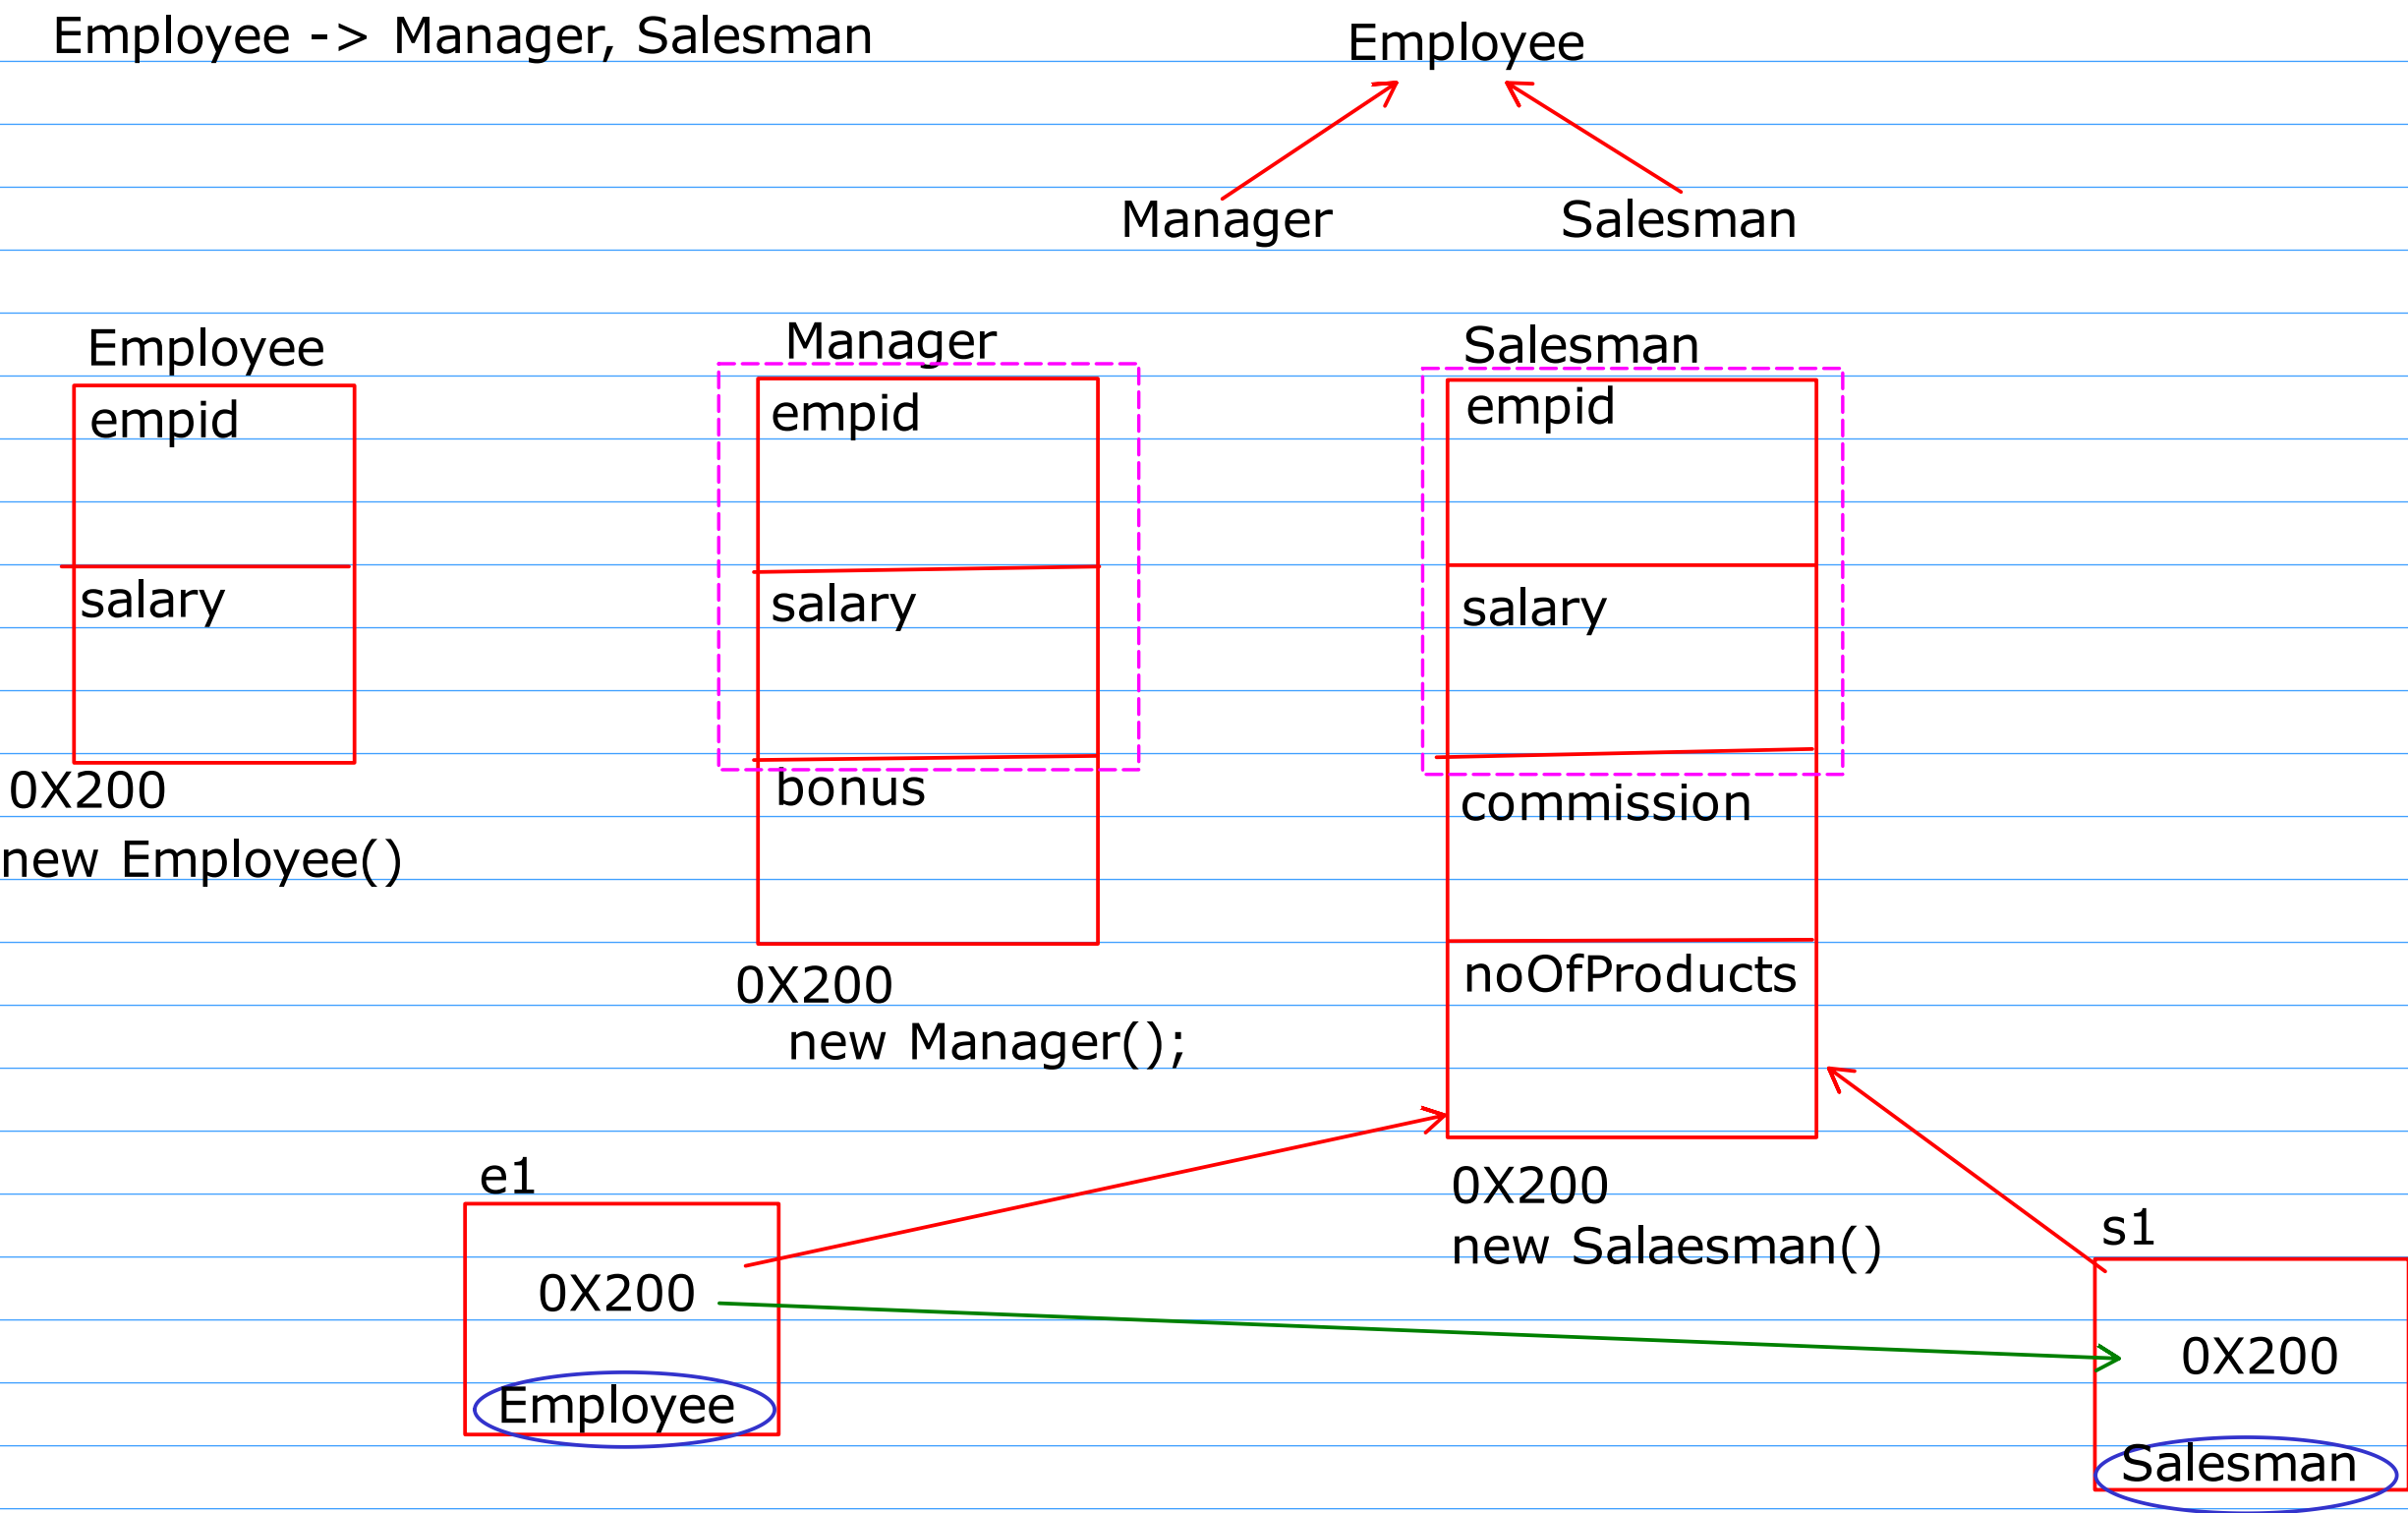 Employee -> Manager, Salesman
Employee
Manager
Salesman
Employee
empid
salary
0X200
new Employee()
Manager
empid
salary
bonus
0X200
new Manager();
Salesman
empid
salary
commission
noOfProducts
0X200
new Salaesman()
e1
0X200
Employee
s1
0X200
Salesman